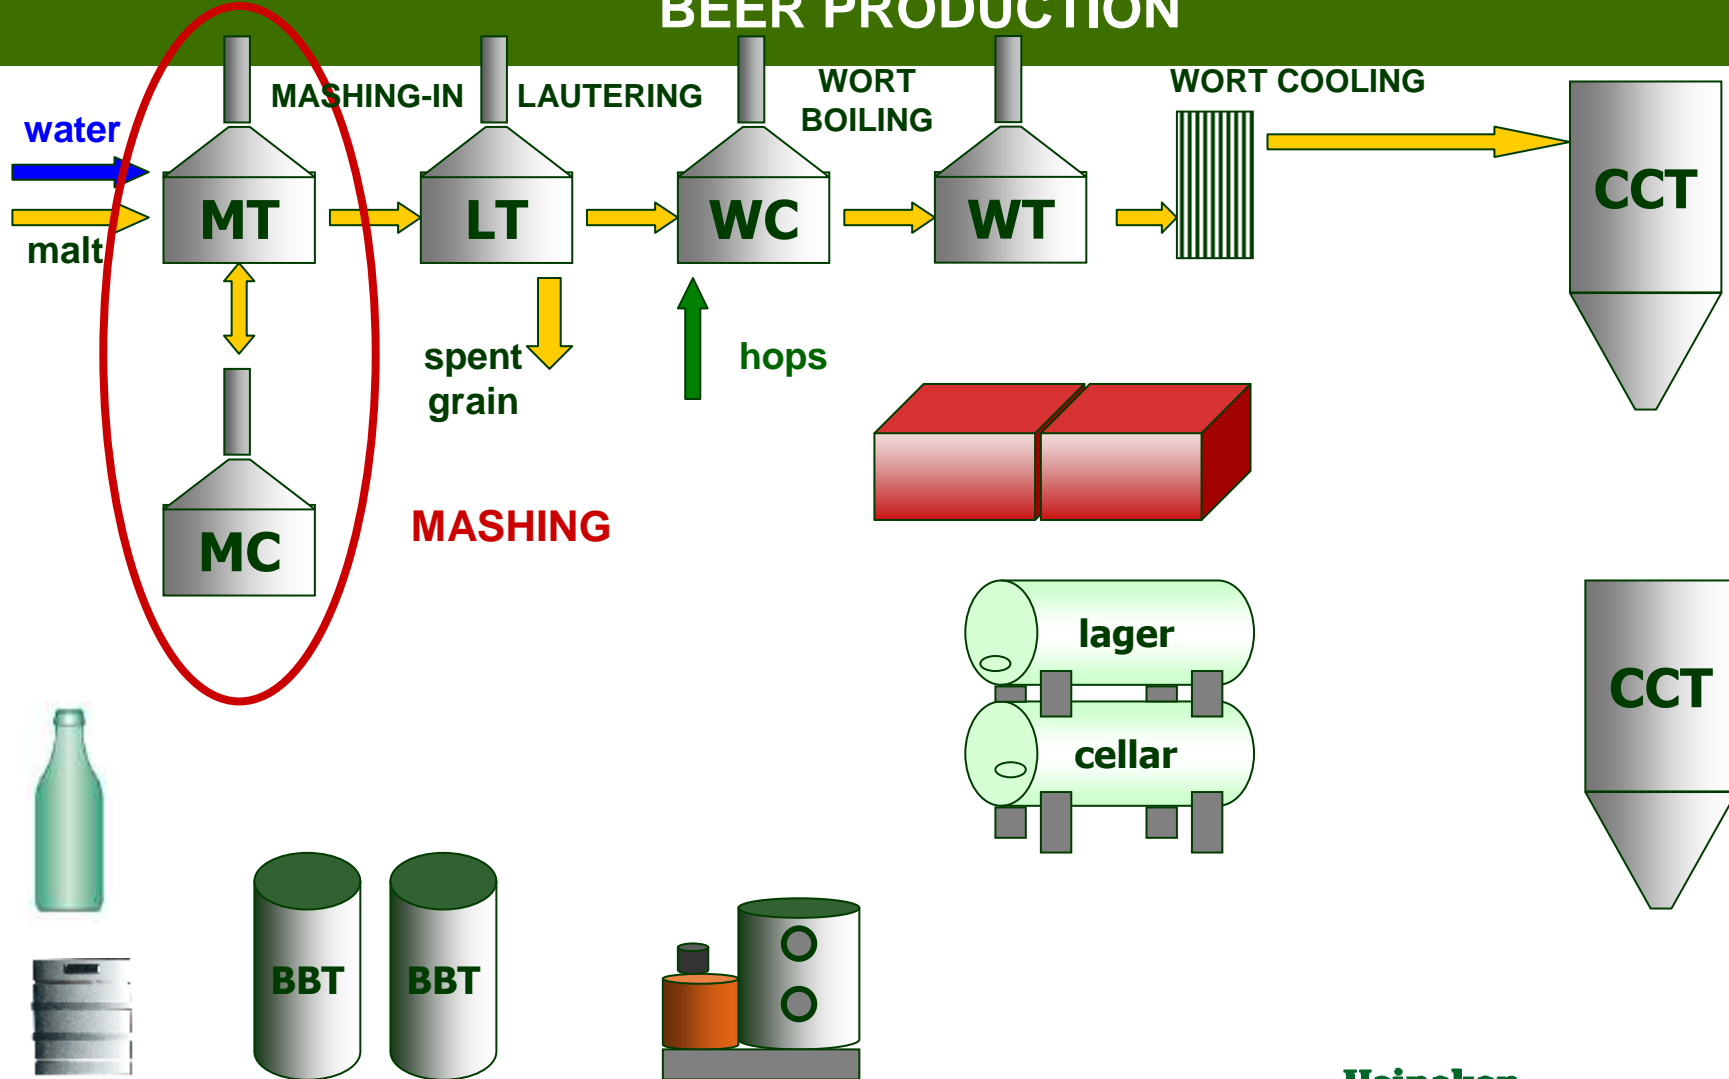 BEER PRODUCTION
MASHING-IN
LAUTERING
WORT
BOILING
WORT COOLING
water
malt
MT
LT
WC
WT
CCT
spent
grain
hops
MC
MASHING
lager
cellar
CCT
BBT
BBT
Heineken